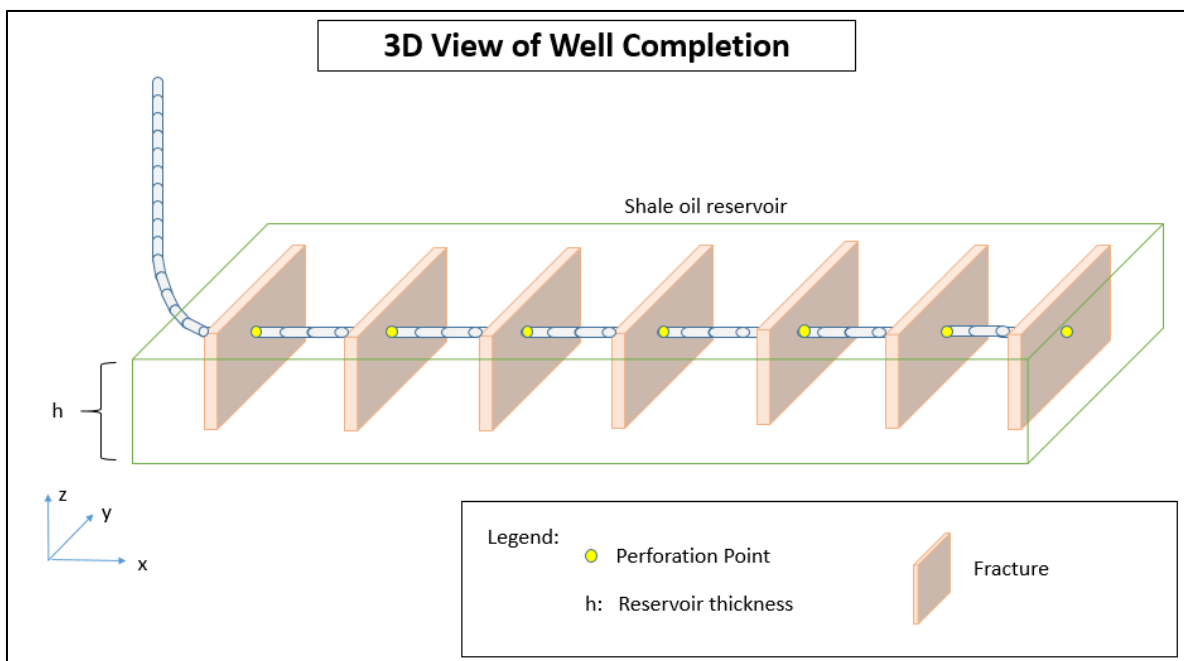 3D View of Well Completion
Shale oil reservoir
h
z
y
x
Legend:
Perforation Point
Fracture
h: Reservoir thickness